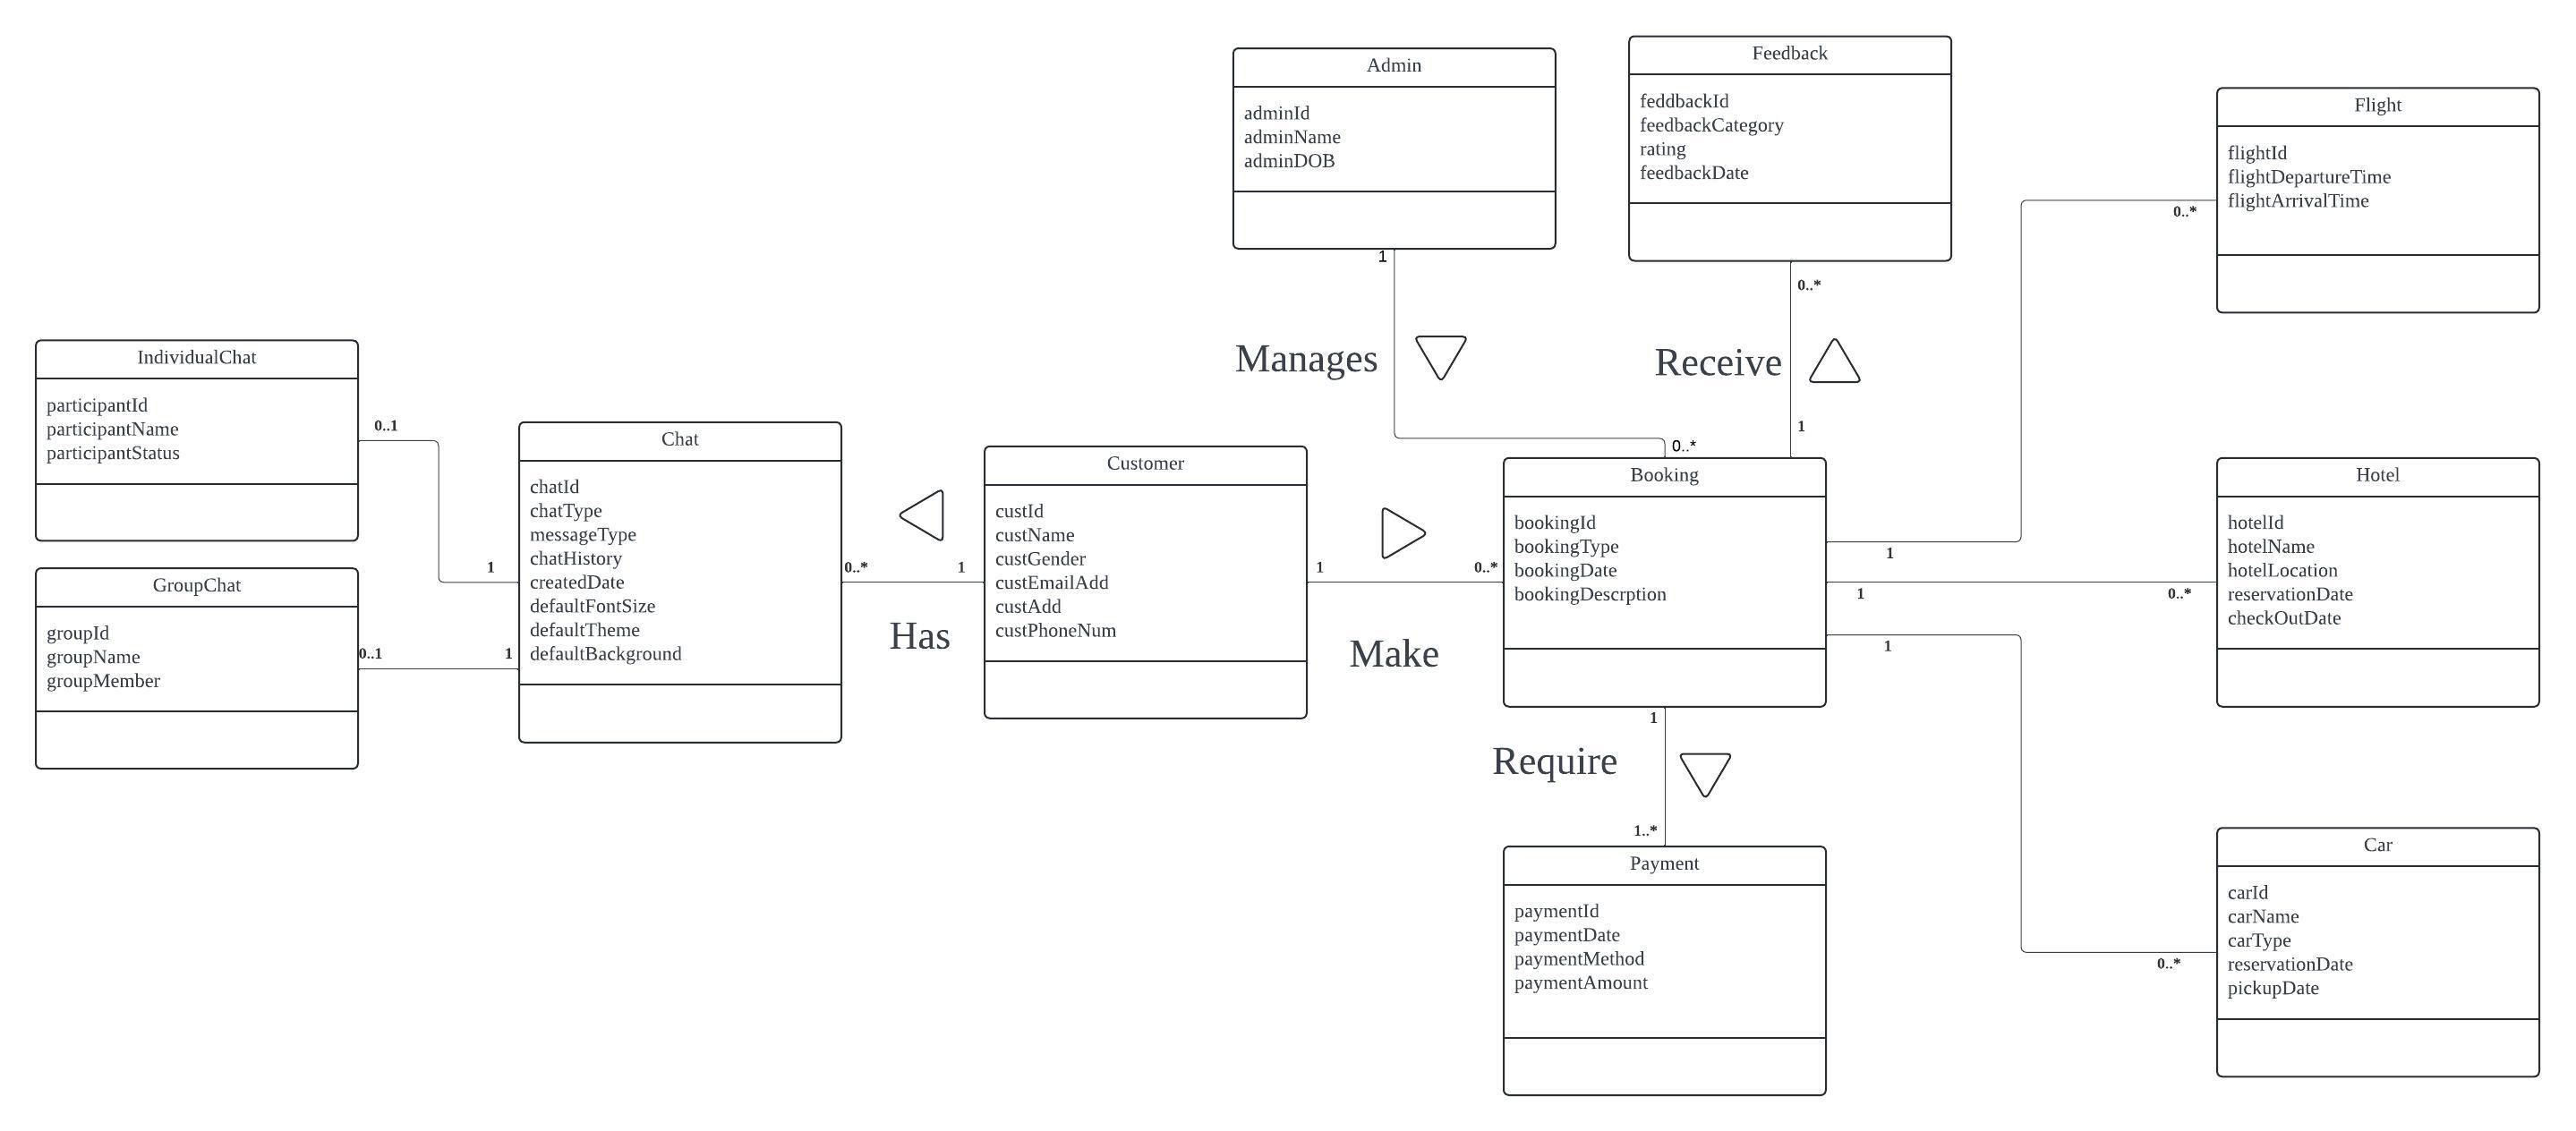 Admin
adminId
adminName
adminDOB
1
Manages
0..*
Feedback
feddbackId
feedbackCategory
rating
feedbackDate
0..*
Receive
1
Flight
flightId
flightDepartureTime
flightArrivalTime
0..*
1
IndividualChat
participantId
participantName
participantStatus
0..1
1
GroupChat
groupId
groupName
groupMember
0..1
1
Chat
chatId
chatType
messageType
chatHistory
createdDate
defaultFontSize
defaultTheme
defaultBackground
0..*
1
Has
Customer
custId
custName
custGender
custEmailAdd
custAdd
custPhoneNum
1
0..*
Make
Booking
bookingId
bookingType
bookingDate
bookingDescrption
1
0..*
Hotel
hotelId
hotelName
hotelLocation
reservationDate
checkOutDate
1
0..*
Car
carId
carName
carType
reservationDate
pickupDate
1
Require
1..*
Payment
paymentId
paymentDate
paymentMethod
paymentAmount